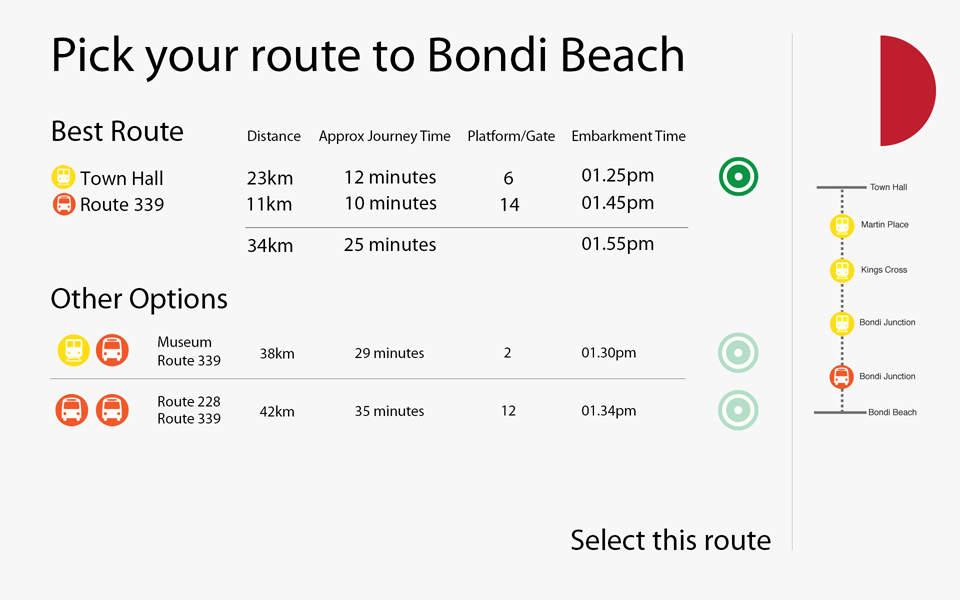 Pick your route to Bondi Beach
Best Route Distance Approx Journey Time Platform/Gate Embarkment Time
Town Hall 23km 12 minutes 6 01.25pm
Route 339 11km 10 minutes 14 01.45pm
34km 25 minutes 01.55pm
Other Options
Museum
Route 339 38km 29 minutes 2 01.30pm
Route 228
Route 339 42km 35 minutes 12 01.34pm
Select this route
Town Hall
Martin Place
Kings Cross
Bondi Junction
Bondi Junction
Bondi Beach